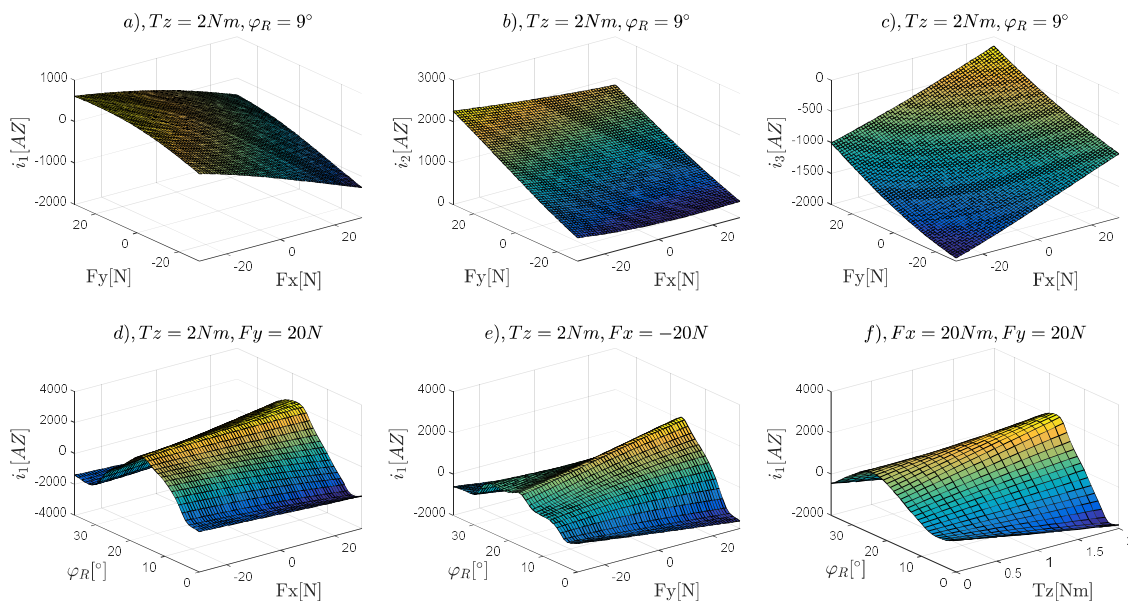 a), Tz = 2Nm, φR = 9°
1000
0
-1000
-2000
i1[AZ]
20
0
-20
Fy[N]
-20
0
20
Fx[N]
b), Tz = 2Nm, φR = 9°
3000
2000
1000
0
i2[AZ]
20
0
-20
Fy[N]
-20
0
20
Fx[N]
c), Tz = 2Nm, φR = 9°
0
-500
-1000
-1500
-2000
i3[AZ]
20
0
-20
Fy[N]
-20
0
20
Fx[N]
d), Tz = 2Nm, Fy = 20N
4000
2000
0
-2000
-4000
i1[AZ]
30
20
10
0
φR[°]
-20
0
20
Fx[N]
e), Tz = 2Nm, Fx = −20N
4000
2000
0
-2000
i1[AZ]
30
20
10
0
φR[°]
-20
0
20
Fy[N]
f), Fx = 20Nm, Fy = 20N
4000
2000
0
-2000
i1[AZ]
30
20
10
0
φR[°]
0
0.5
1
1.5
Tz[Nm]